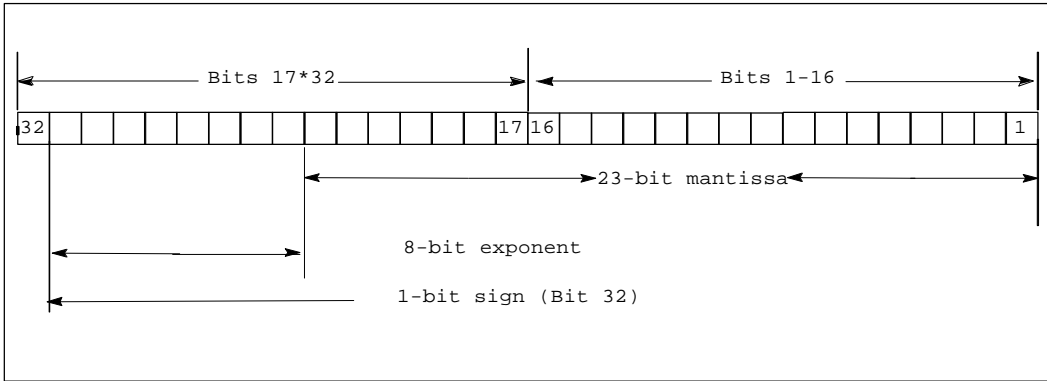 Bits 17*32 Bits 1-16
32 17 16 1
23-bit mantissa
8-bit exponent
1-bit sign (Bit 32)